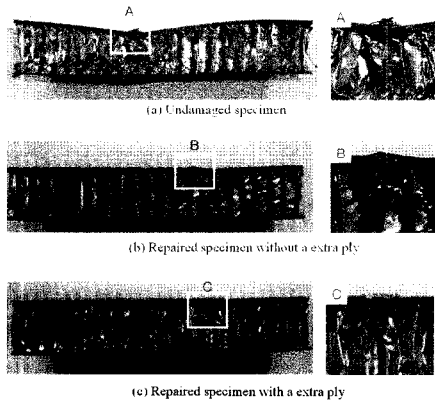 A
A
(a) Undamaged specimen
B
B
(b) Repaired specimen without a extra ply
C
C
(c) Repaired specimen with a extra ply